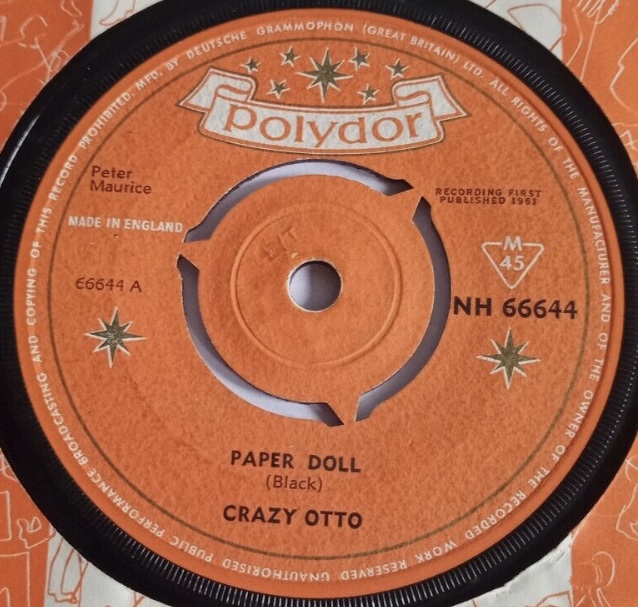 MFD. BY DEUTSCHE GRAMMOPHON (GREAT BRITAIN) LTD. ALL RIGHTS OF THE MANUFACTURER AND OF THE OWNER OF THE RECORDED WORK RESERVED UNAUTHORISED PUBLIC PERFORMANCE BROADCASTING AND COPYING OF THIS RECORD PROHIBITED.
polydor
Peter
Maurice
RECORDING FIRST
PUBLISHED 1961
MADE IN ENGLAND
M
45
66644 A
NH 66644
PAPER DOLL
(Black)
CRAZY OTTO